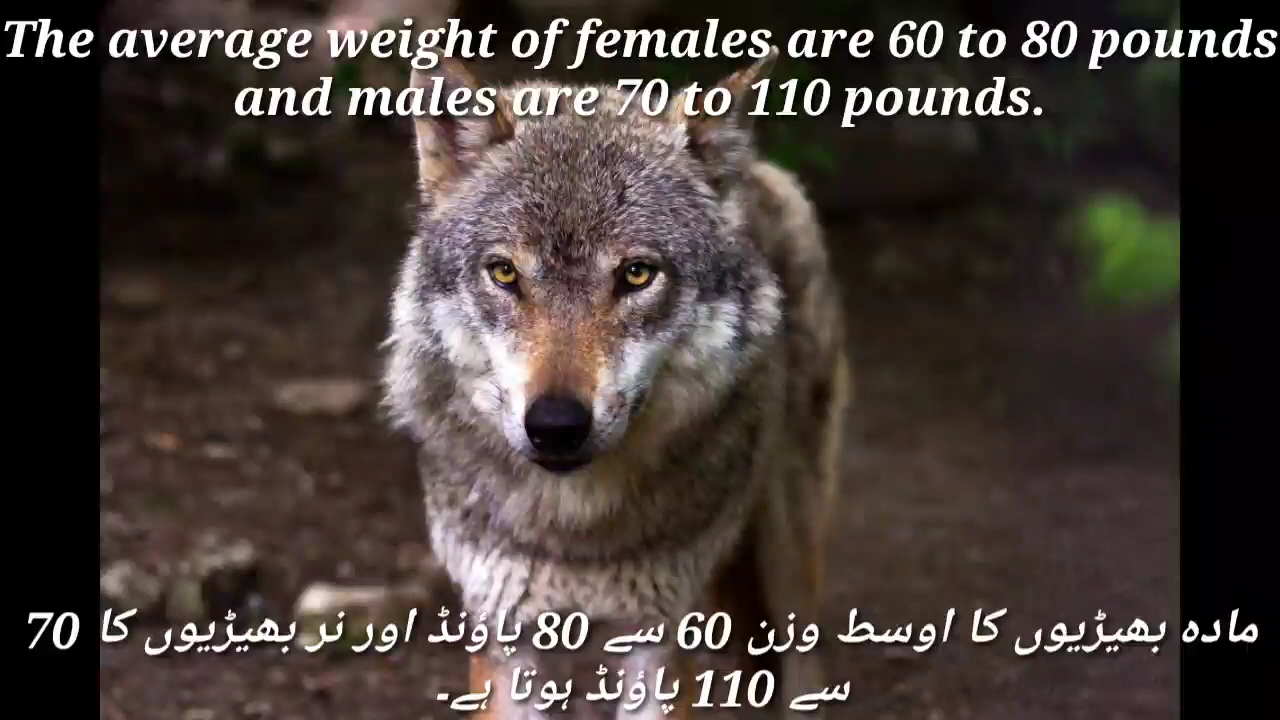 The average weight of females are 60 to 80 pounds
and males are 70 to 110 pounds.
مادہ بھیڑیوں کا اوسط وزن 60 سے 80 پاؤنڈ اور نر بھیڑیوں کا 70
سے 110 پاؤنڈ ہوتا ہے۔